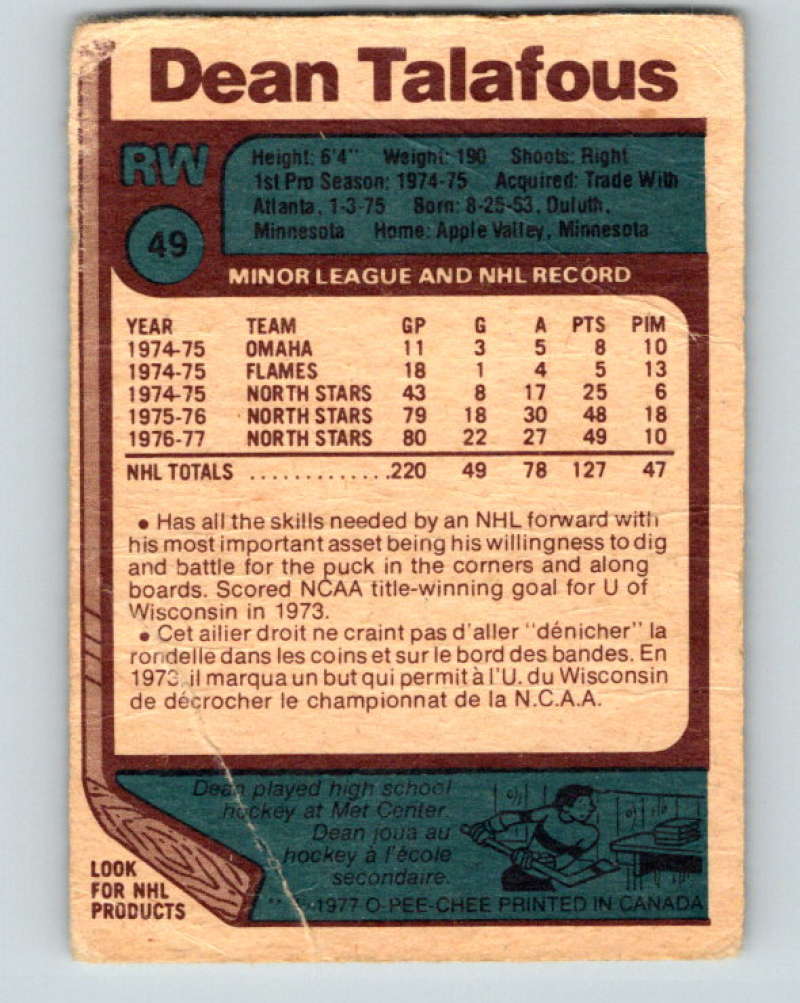 Dean Talafous
RW
Height: 6'4" Weight: 190 Shoots: Right
1st Pro Season: 1974-75 Acquired: Trade With
Atlanta, 1-3-75 Born: 8-25-53, Duluth,
Minnesota Home: Apple Valley, Minnesota
49
MINOR LEAGUE AND NHL RECORD
YEAR TEAM GP G A PTS PIM
1974-75 OMAHA 11 3 5 8 10
1974-75 FLAMES 18 1 4 5 13
1974-75 NORTH STARS 43 8 17 25 6
1975-76 NORTH STARS 79 18 30 48 18
1976-77 NORTH STARS 80 22 27 49 10
NHL TOTALS .............220 49 78 127 47
• Has all the skills needed by an NHL forward with
his most important asset being his willingness to dig
and battle for the puck in the corners and along
boards. Scored NCAA title-winning goal for U of
Wisconsin in 1973.
• Cet ailier droit ne craint pas d'aller "dénicher" la
rondelle dans les coins et sur le bord des bandes. En
1973, il marqua un but qui permit à l'U. du Wisconsin
de décrocher le championnat de la N.C.A.A.
Dean played high school
hockey at Met Center.
Dean joua au
hockey à l'école
secondaire.
LOOK
FOR NHL
PRODUCTS
1977 O-PEE-CHEE PRINTED IN CANADA